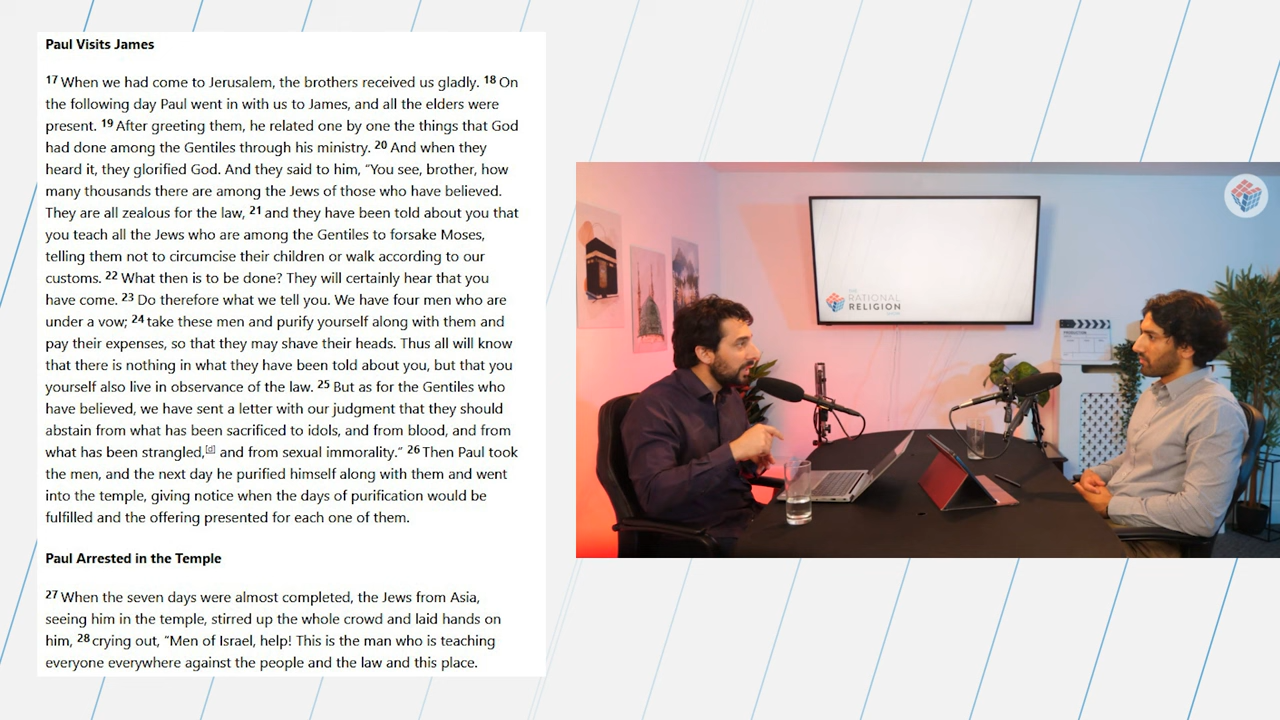 Paul Visits James
17 When we had come to Jerusalem, the brothers received us gladly. 18 On
the following day Paul went in with us to James, and all the elders were
present. 19 After greeting them, he related one by one the things that God
had done among the Gentiles through his ministry. 20 And when they
heard it, they glorified God. And they said to him, “You see, brother, how
many thousands there are among the Jews of those who have believed.
They are all zealous for the law, 21 and they have been told about you that
you teach all the Jews who are among the Gentiles to forsake Moses,
telling them not to circumcise their children or walk according to our
customs. 22 What then is to be done? They will certainly hear that you
have come. 23 Do therefore what we tell you. We have four men who are
under a vow; 24 take these men and purify yourself along with them and
pay their expenses, so that they may shave their heads. Thus all will know
that there is nothing in what they have been told about you, but that you
yourself also live in observance of the law. 25 But as for the Gentiles who
have believed, we have sent a letter with our judgment that they should
abstain from what has been sacrificed to idols, and from blood, and from
what has been strangled,[d] and from sexual immorality.” 26 Then Paul took
the men, and the next day he purified himself along with them and went
into the temple, giving notice when the days of purification would be
fulfilled and the offering presented for each one of them.
Paul Arrested in the Temple
27 When the seven days were almost completed, the Jews from Asia,
seeing him in the temple, stirred up the whole crowd and laid hands on
him, 28 crying out, “Men of Israel, help! This is the man who is teaching
everyone everywhere against the people and the law and this place.
THE
RATIONAL
RELIGION